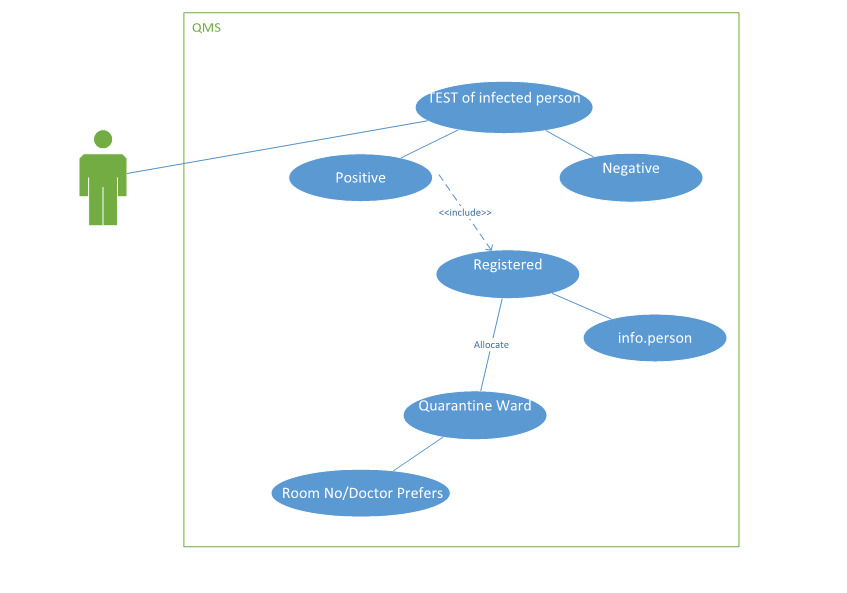 QMS
TEST of infected person
Positive
Negative
<<include>>
Registered
info.person
Allocate
Quarantine Ward
Room No/Doctor Prefers